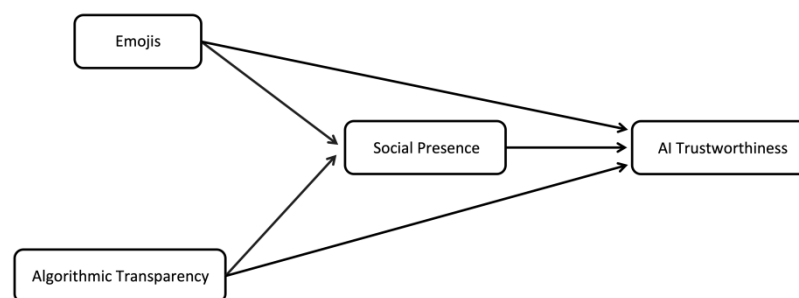 Emojis
Social Presence
AI Trustworthiness
Algorithmic Transparency